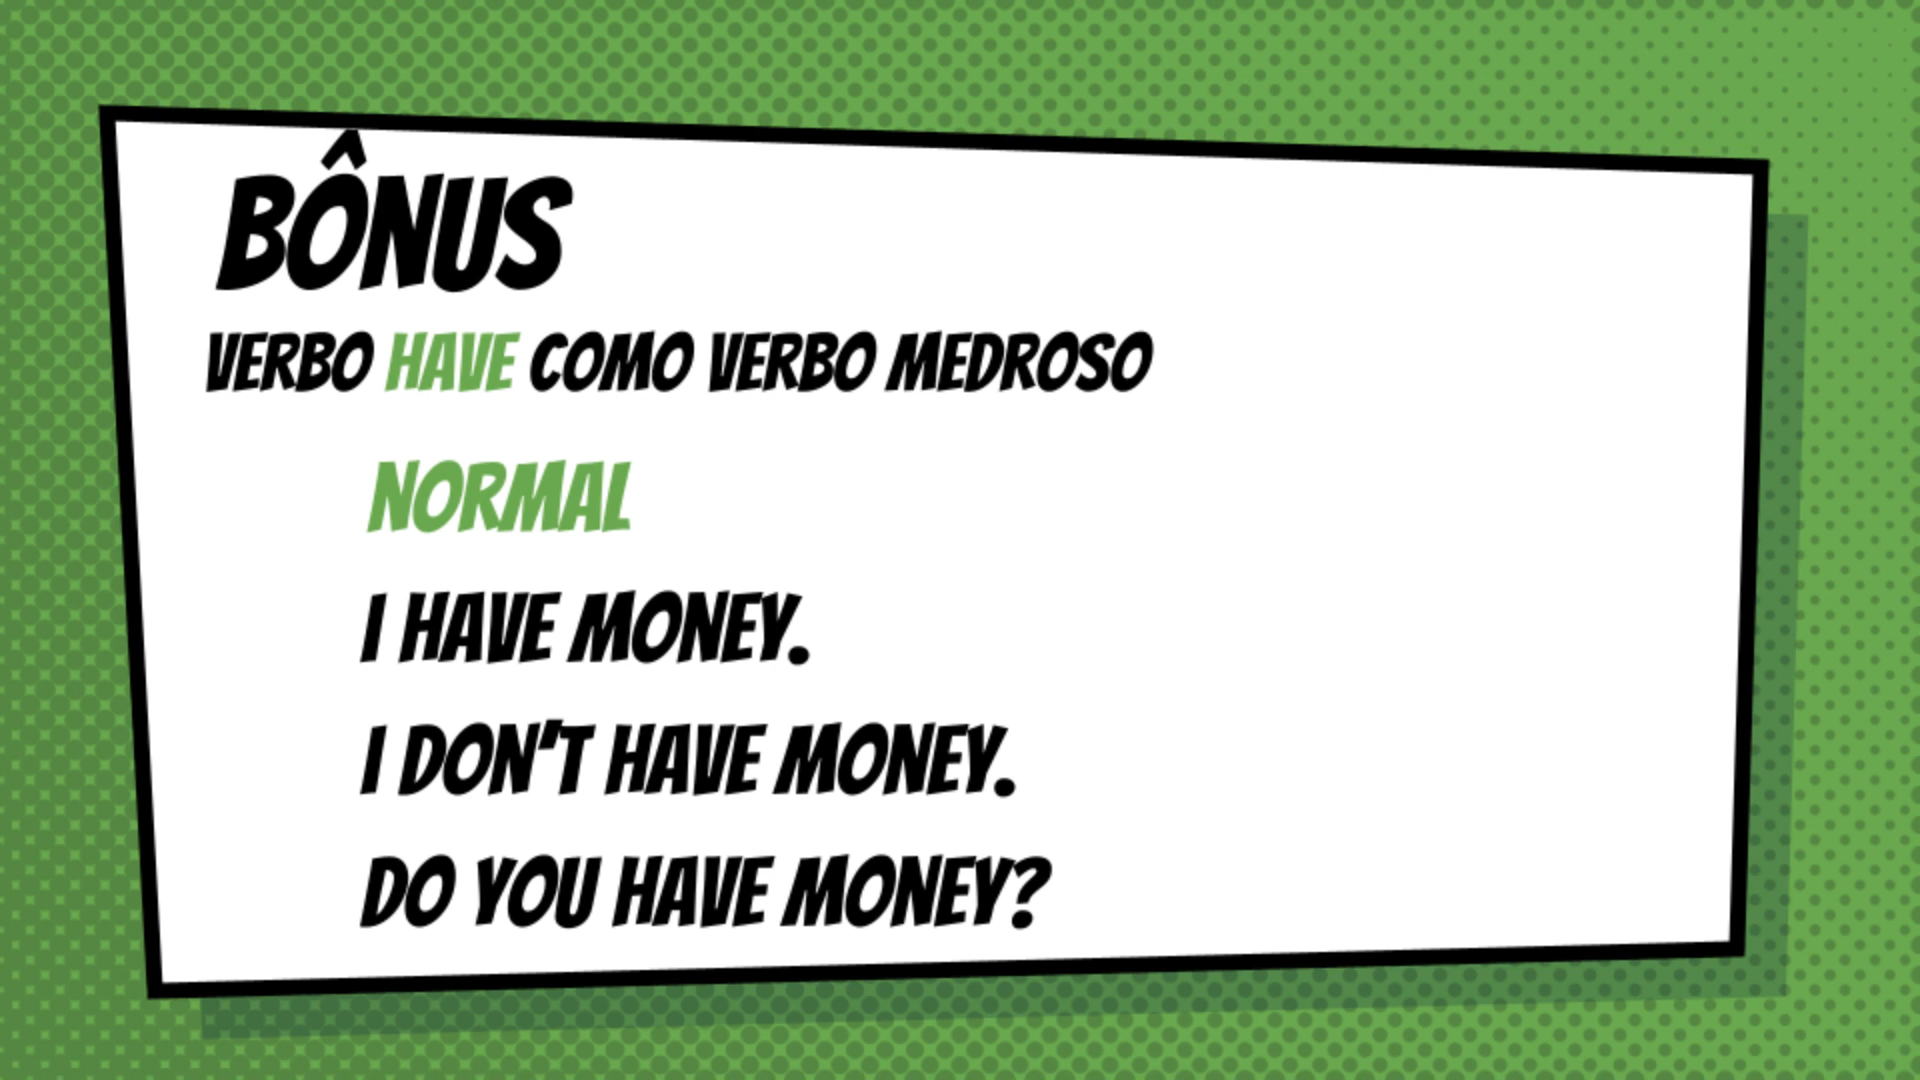 BÔNUS
VERBO HAVE COMO VERBO MEDROSO
NORMAL
I HAVE MONEY.
I DON'T HAVE MONEY.
DO YOU HAVE MONEY?